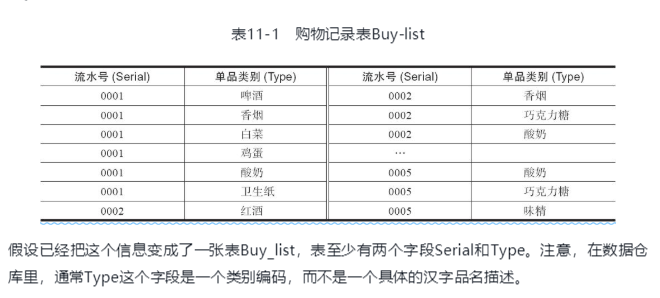 表11-1 购物记录表Buy-list
流水号 (Serial) 单品类别 (Type) 流水号 (Serial) 单品类别 (Type)
0001 啤酒 0002 香烟
0001 香烟 0002 巧克力糖
0001 白菜 0002 酸奶
0001 鸡蛋 …
0001 酸奶 0005 酸奶
0001 卫生纸 0005 巧克力糖
0002 红酒 0005 味精
假设已经把这个信息变成了一张表Buy_list，表至少有两个字段Serial和Type。注意，在数据仓
库里，通常Type这个字段是一个类别编码，而不是一个具体的汉字品名描述。